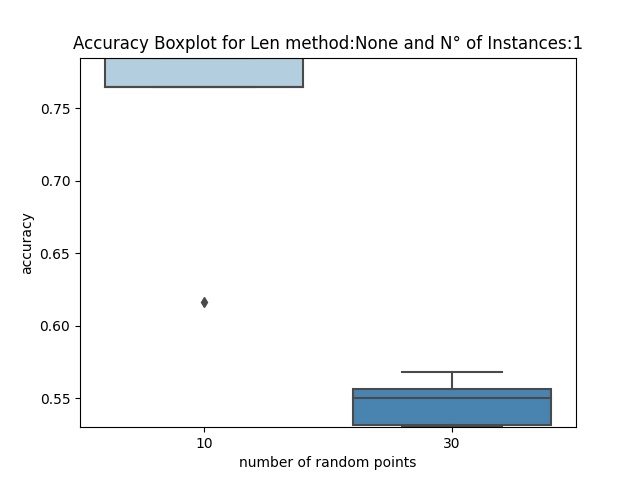 Accuracy Boxplot for Len method:None and N° of Instances:1
0.75
0.70
0.65
0.60
0.55
accuracy
10
30
number of random points